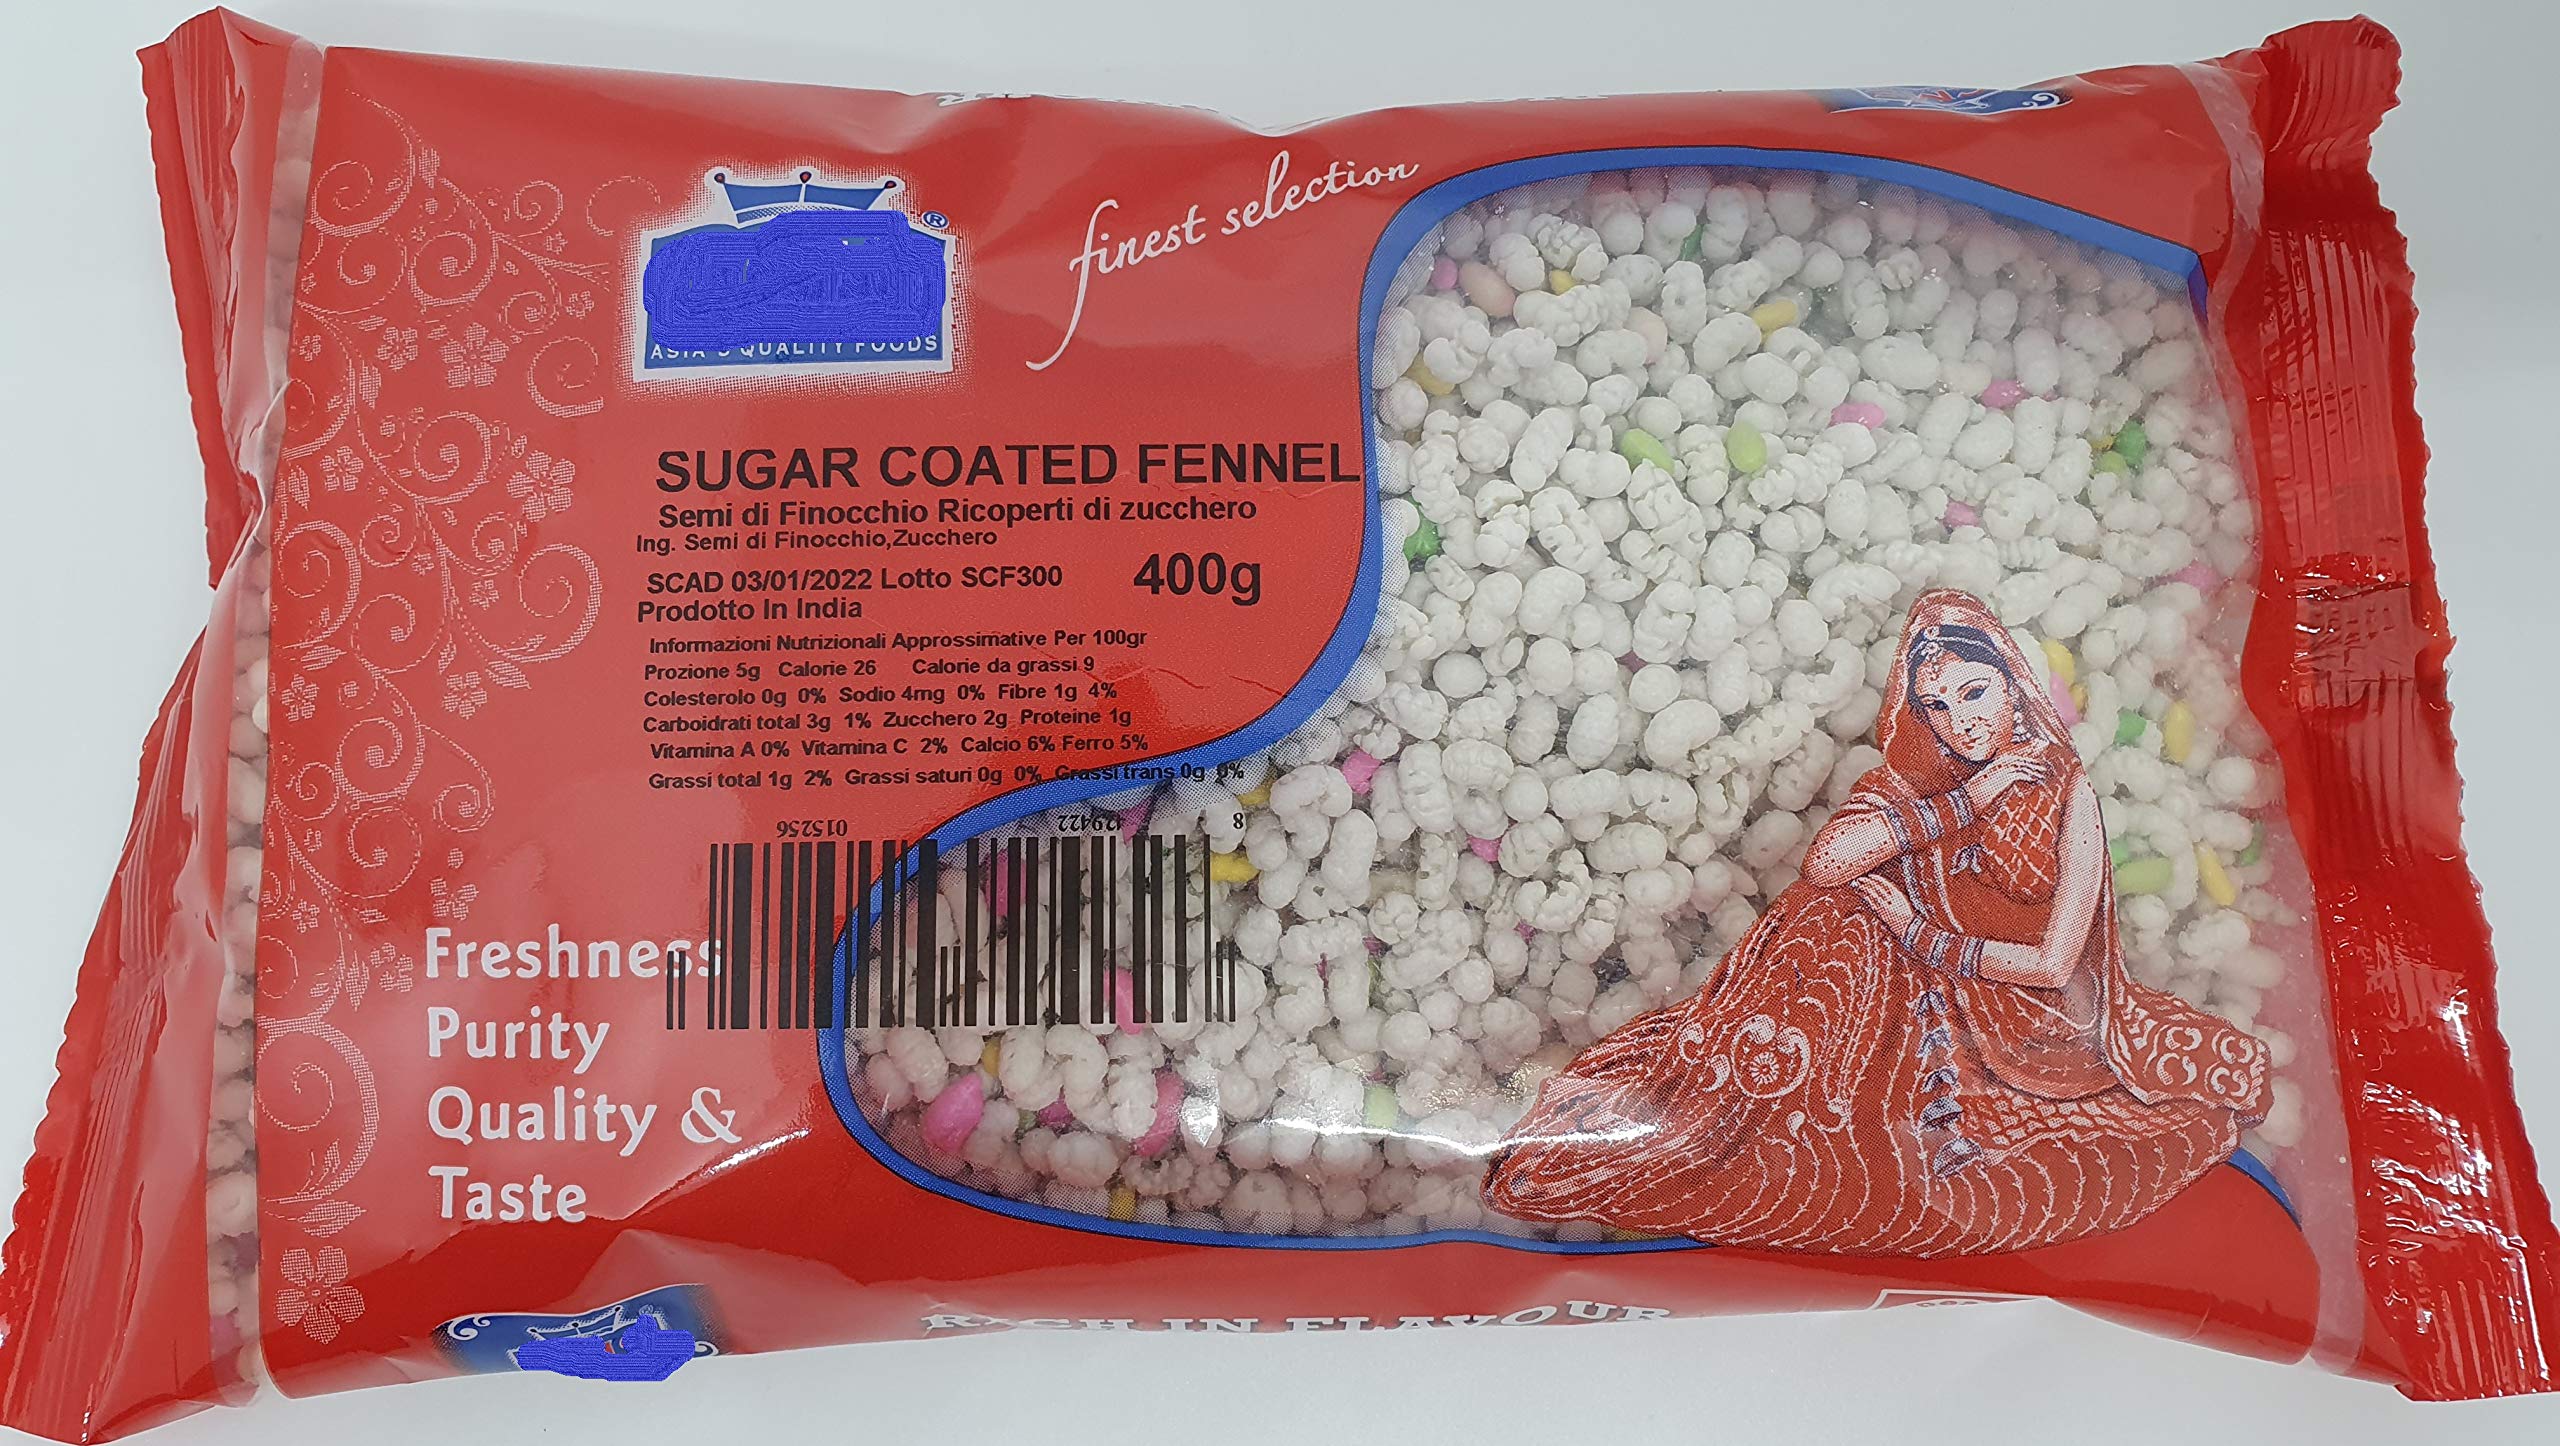 ®
ASIA'S QUALITY FOODS
finest selection
SUGAR COATED FENNEL
Semi di Finocchio Ricoperti di zucchero
Ing. Semi di Finocchio,Zucchero
SCAD 03/01/2022 Lotto SCF300 400g
Prodotto In India
Informazioni Nutrizionali Approssimative Per 100gr
Prozione 5g Calorie 26 Calorie da grassi 9
Colesterolo 0g 0% Sodio 4mg 0% Fibre 1g 4%
Carboidrati total 3g 1% Zucchero 2g Proteine 1g
Vitamina A 0% Vitamina C 2% Calcio 6% Ferro 5%
Grassi total 1g 2% Grassi saturi 0g 0% Grassi trans 0g 0%
8 429422 015256
Freshness
Purity
Quality &
Taste
RICH IN FLAVOUR